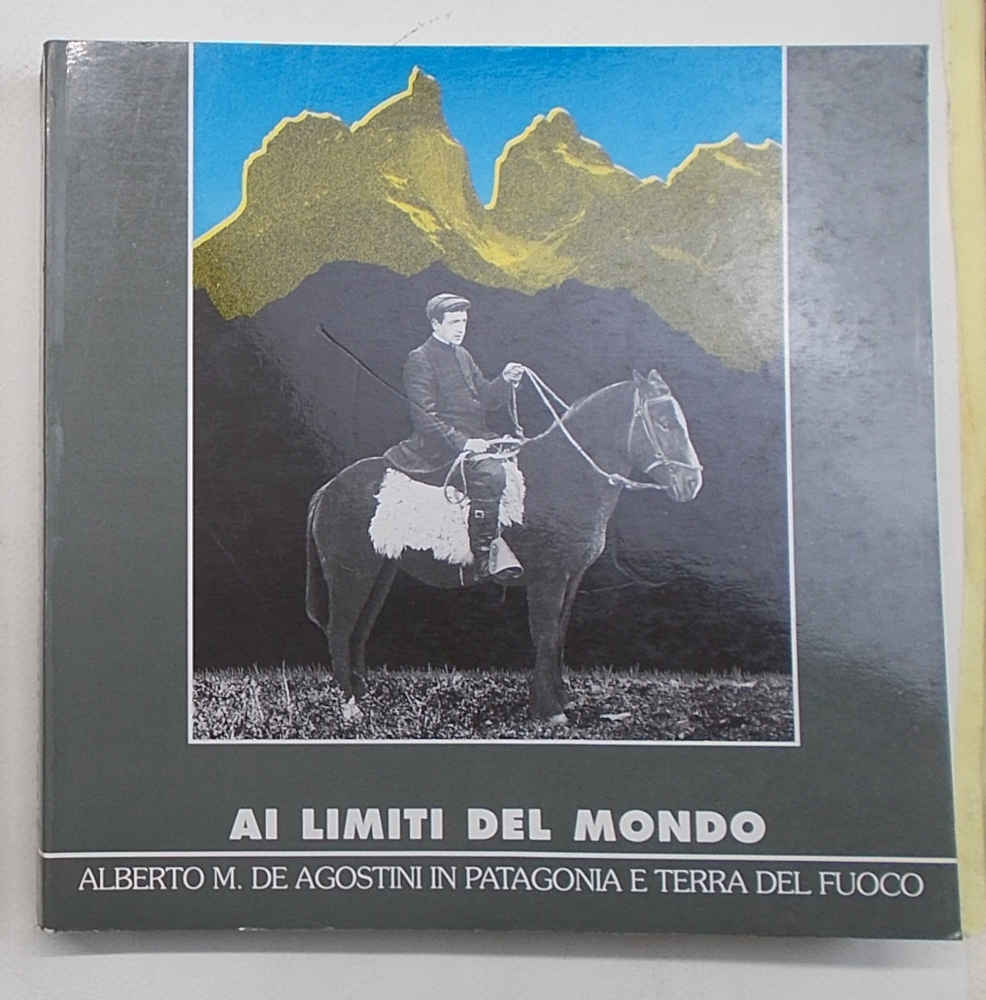 AI LIMITI DEL MONDO
ALBERTO M. DE AGOSTINI IN PATAGONIA E TERRA DEL FUOCO